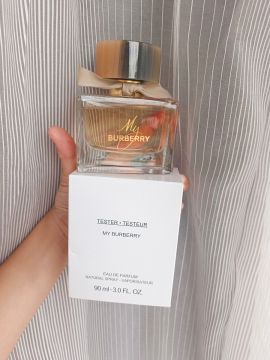 My
BURBERRY
TESTER • TESTEUR
MY BURBERRY
EAU DE PARFUM
NATURAL SPRAY - VAPORISATEUR
90 ml - 3.0 FL. OZ.